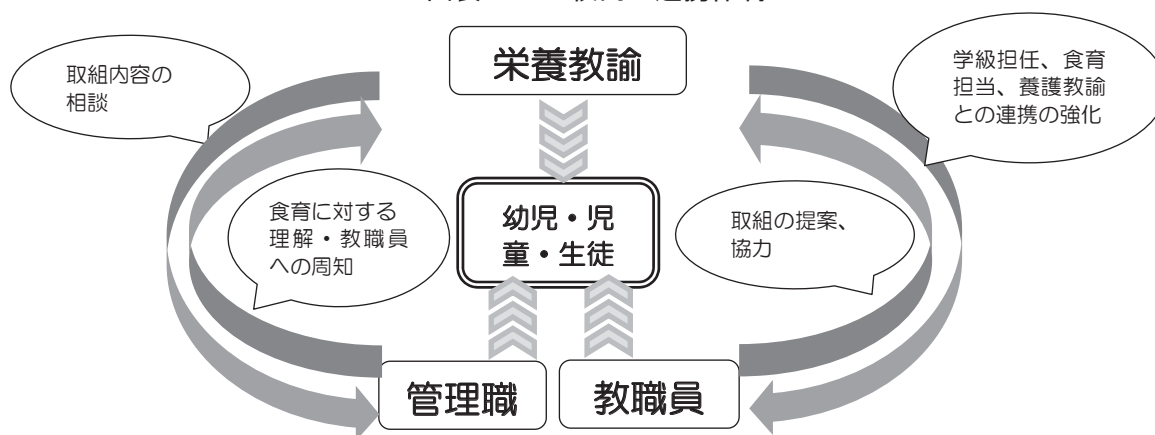 取組内容の
相談
栄養教諭
学級担任、食育
担当、養護教諭
との連携の強化
食育に対する
理解・教職員
への周知
幼児・児
童・生徒
取組の提案、
協力
管理職
教職員